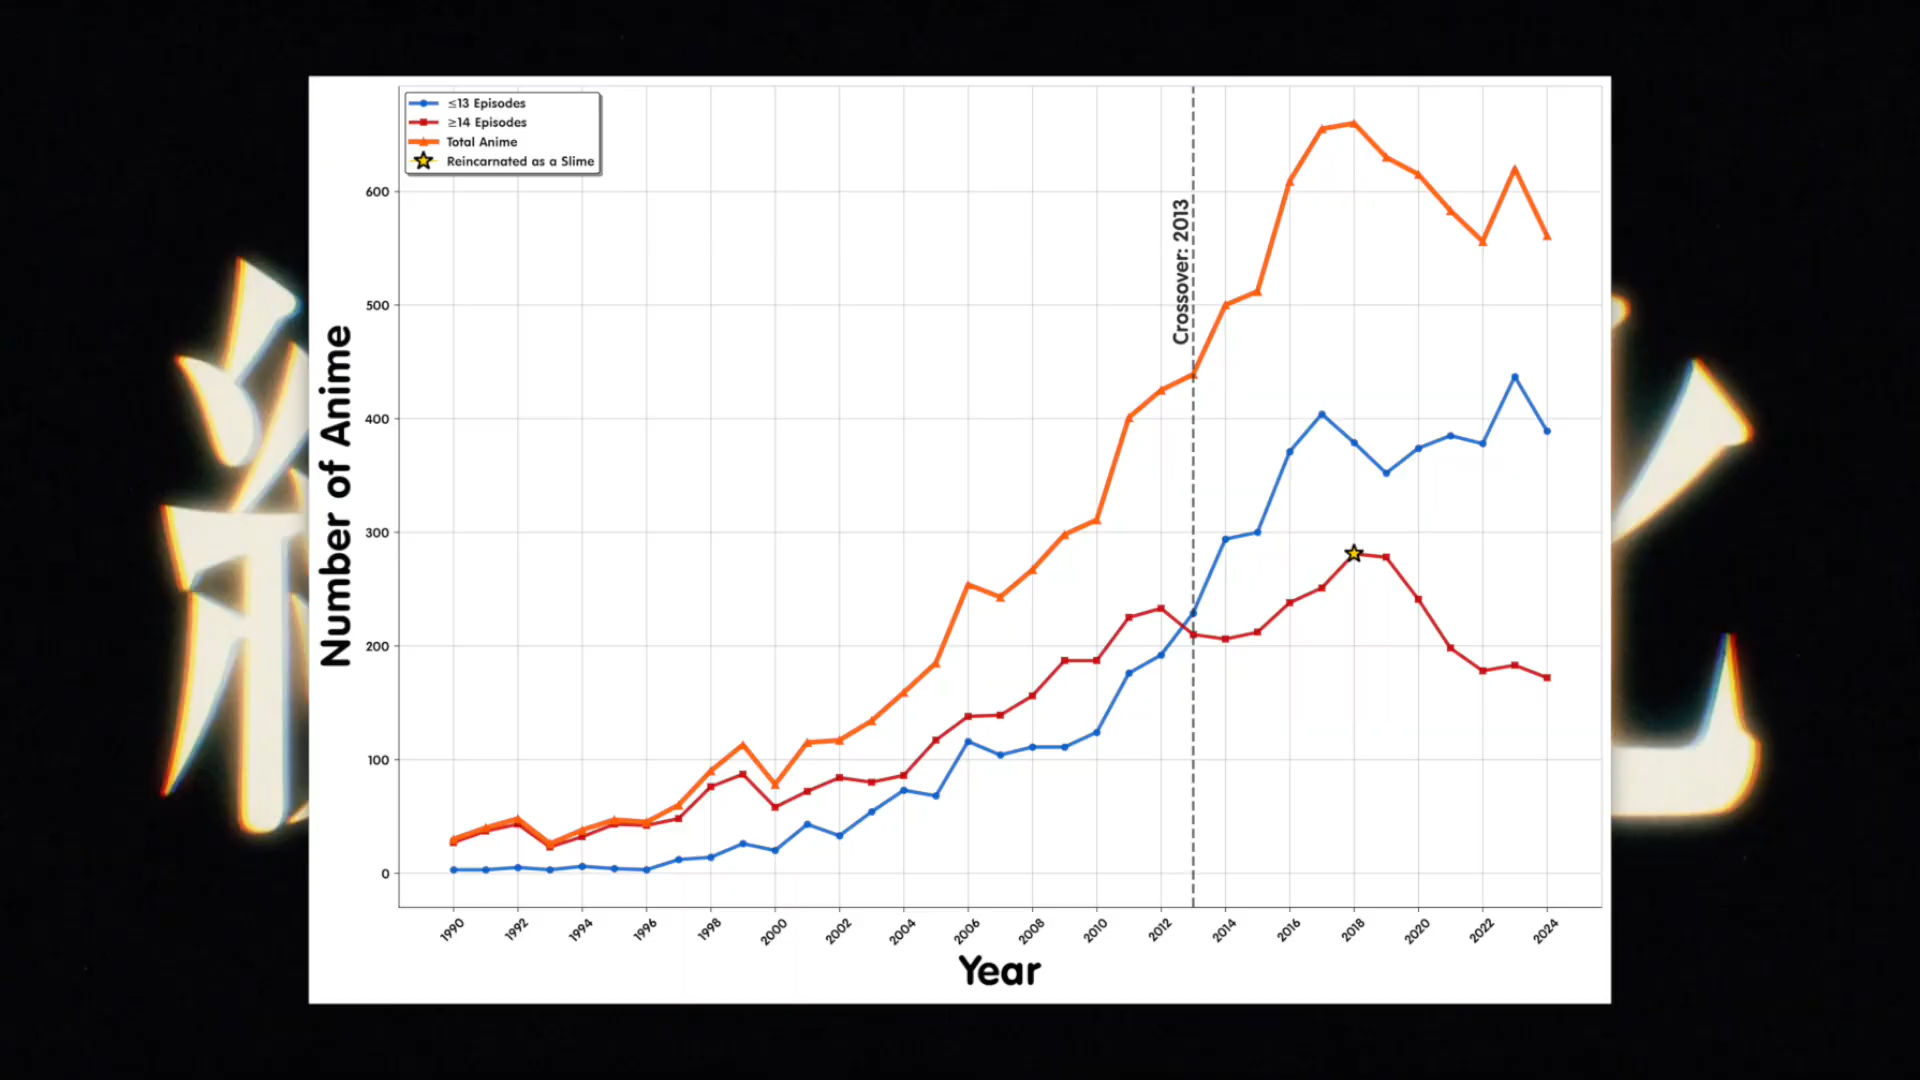 ≤13 Episodes
≥14 Episodes
Total Anime
Reincarnated as a Slime
Crossover: 2013
Number of Anime
600
500
400
300
200
100
0
1990 1992 1994 1996 1998 2000 2002 2004 2006 2008 2010 2012 2014 2016 2018 2020 2022 2024
Year